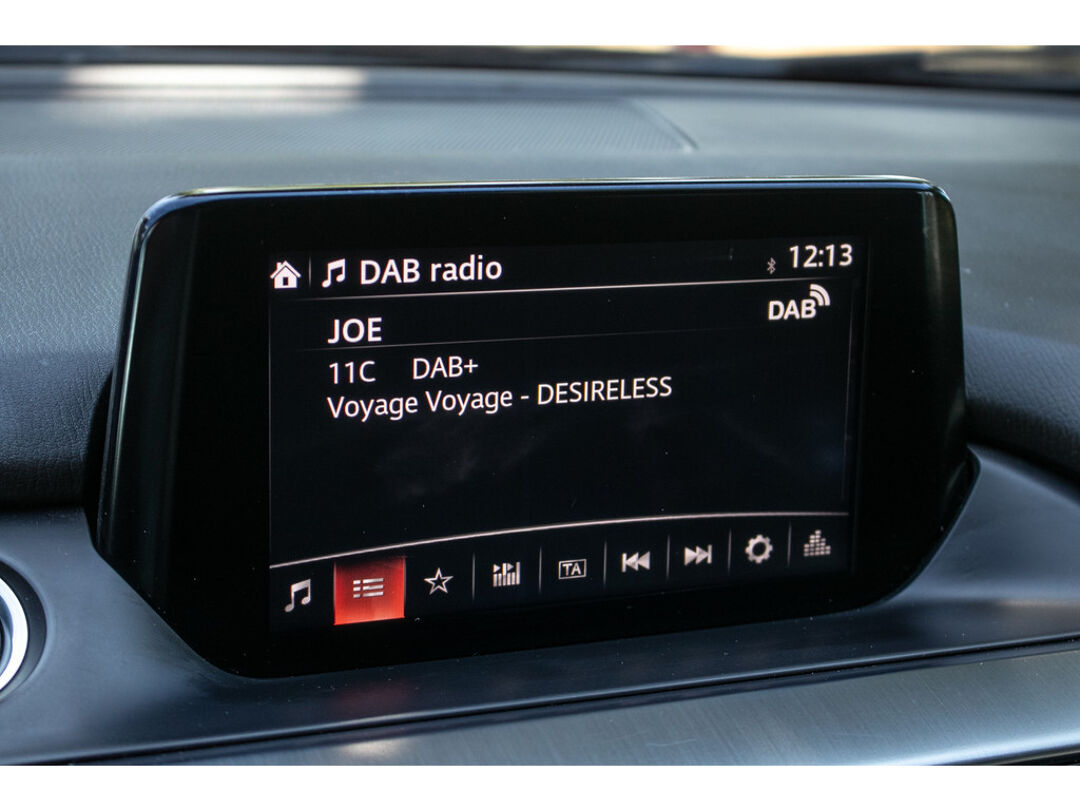 DAB radio
12:13
DAB
JOE
11C DAB+
Voyage Voyage - DESIRELESS
TA